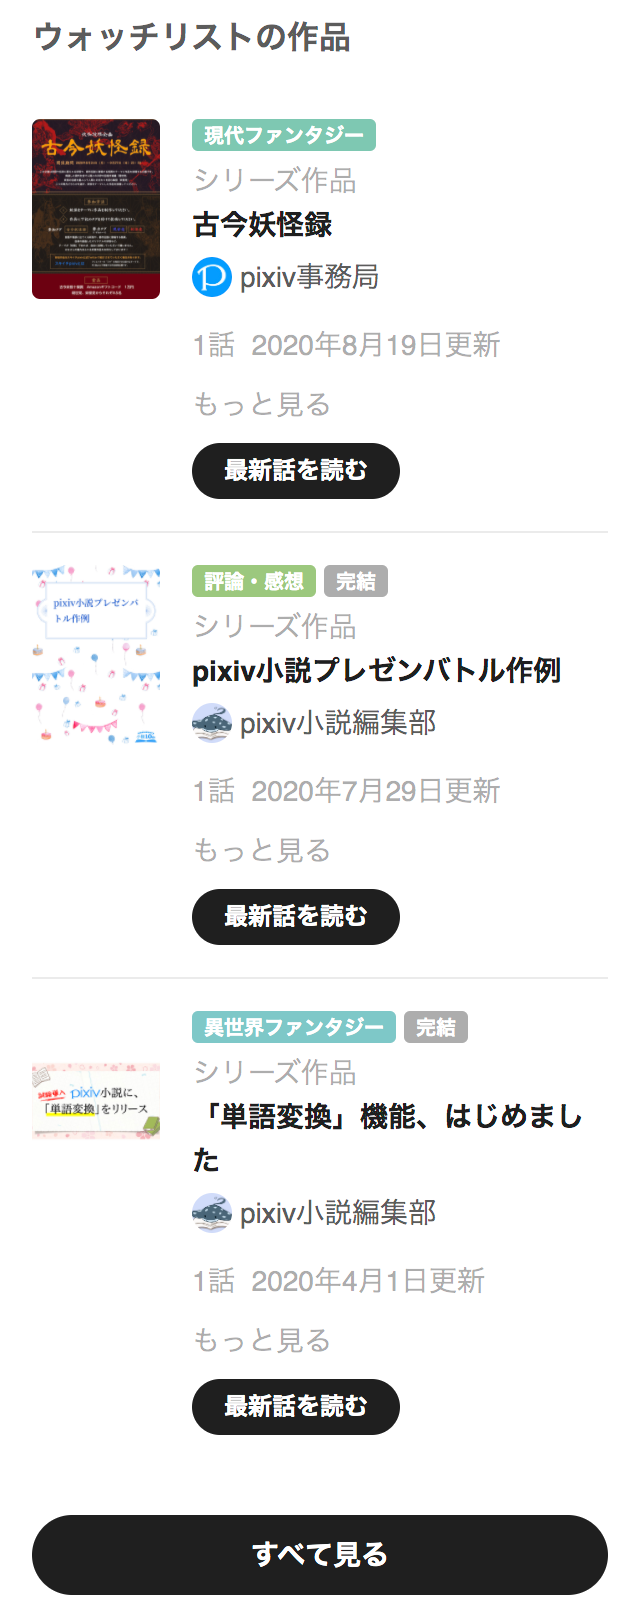 ウォッチリストの作品
古今妖怪録
現代ファンタジー
シリーズ作品
古今妖怪録
pixiv事務局
1話 2020年8月19日更新
もっと見る
最新話を読む
pixiv小説プレゼンバ
トル作例
評論・感想 完結
シリーズ作品
pixiv小説プレゼンバトル作例
pixiv小説編集部
1話 2020年7月29日更新
もっと見る
最新話を読む
pixiv小説に、
「単語変換」をリリース
異世界ファンタジー 完結
シリーズ作品
「単語変換」機能、はじめまし
た
pixiv小説編集部
1話 2020年4月1日更新
もっと見る
最新話を読む
すべて見る